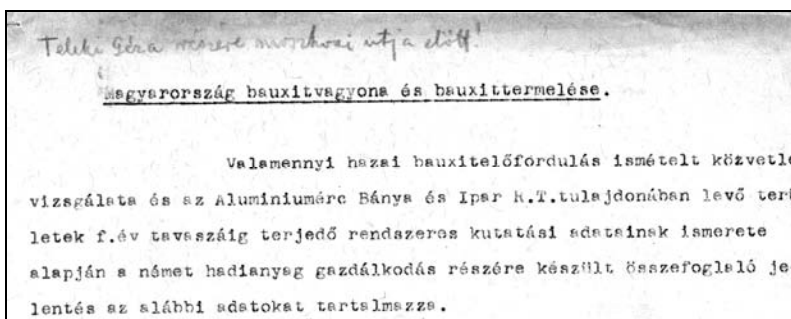 Teleki Géza részére moszkvai útja előtt!
Magyarország bauxitvagyona és bauxittermelése.
Valamennyi hazai bauxitelőfordulás ismételt közvetle
vizsgálata és az Aluminiumérc Bánya és Ipar R.T.tulajdonában levő terü
letek f.év tavaszáig terjedő rendszeres kutatási adatainak ismerete
alapján a német hadianyag gazdálkodás részére készült összefoglaló je
lentés az alábbi adatokat tartalmazza.